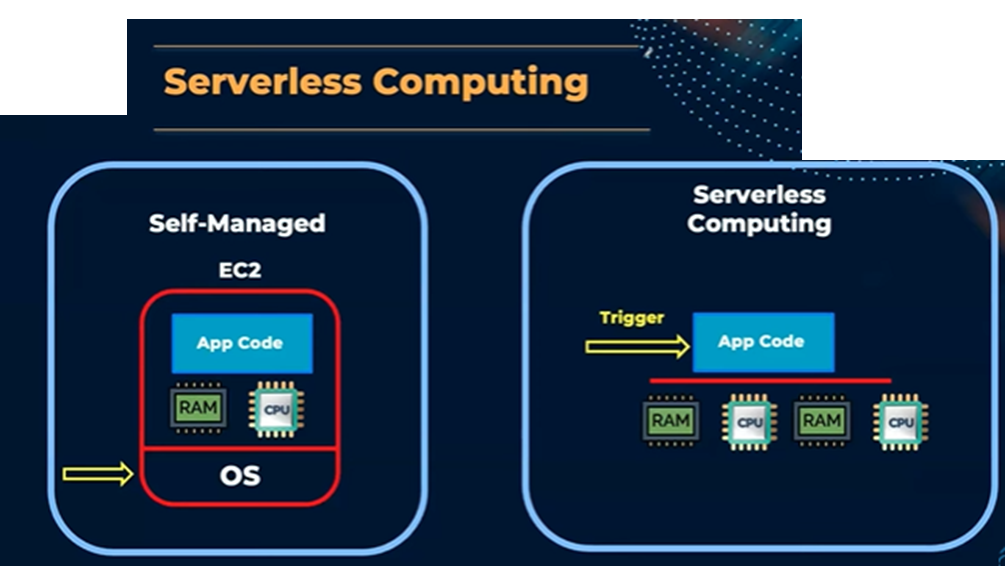 Serverless Computing
Self-Managed
EC2
App Code
RAM
CPU
OS
Serverless
Computing
Trigger
App Code
RAM
CPU
RAM
CPU